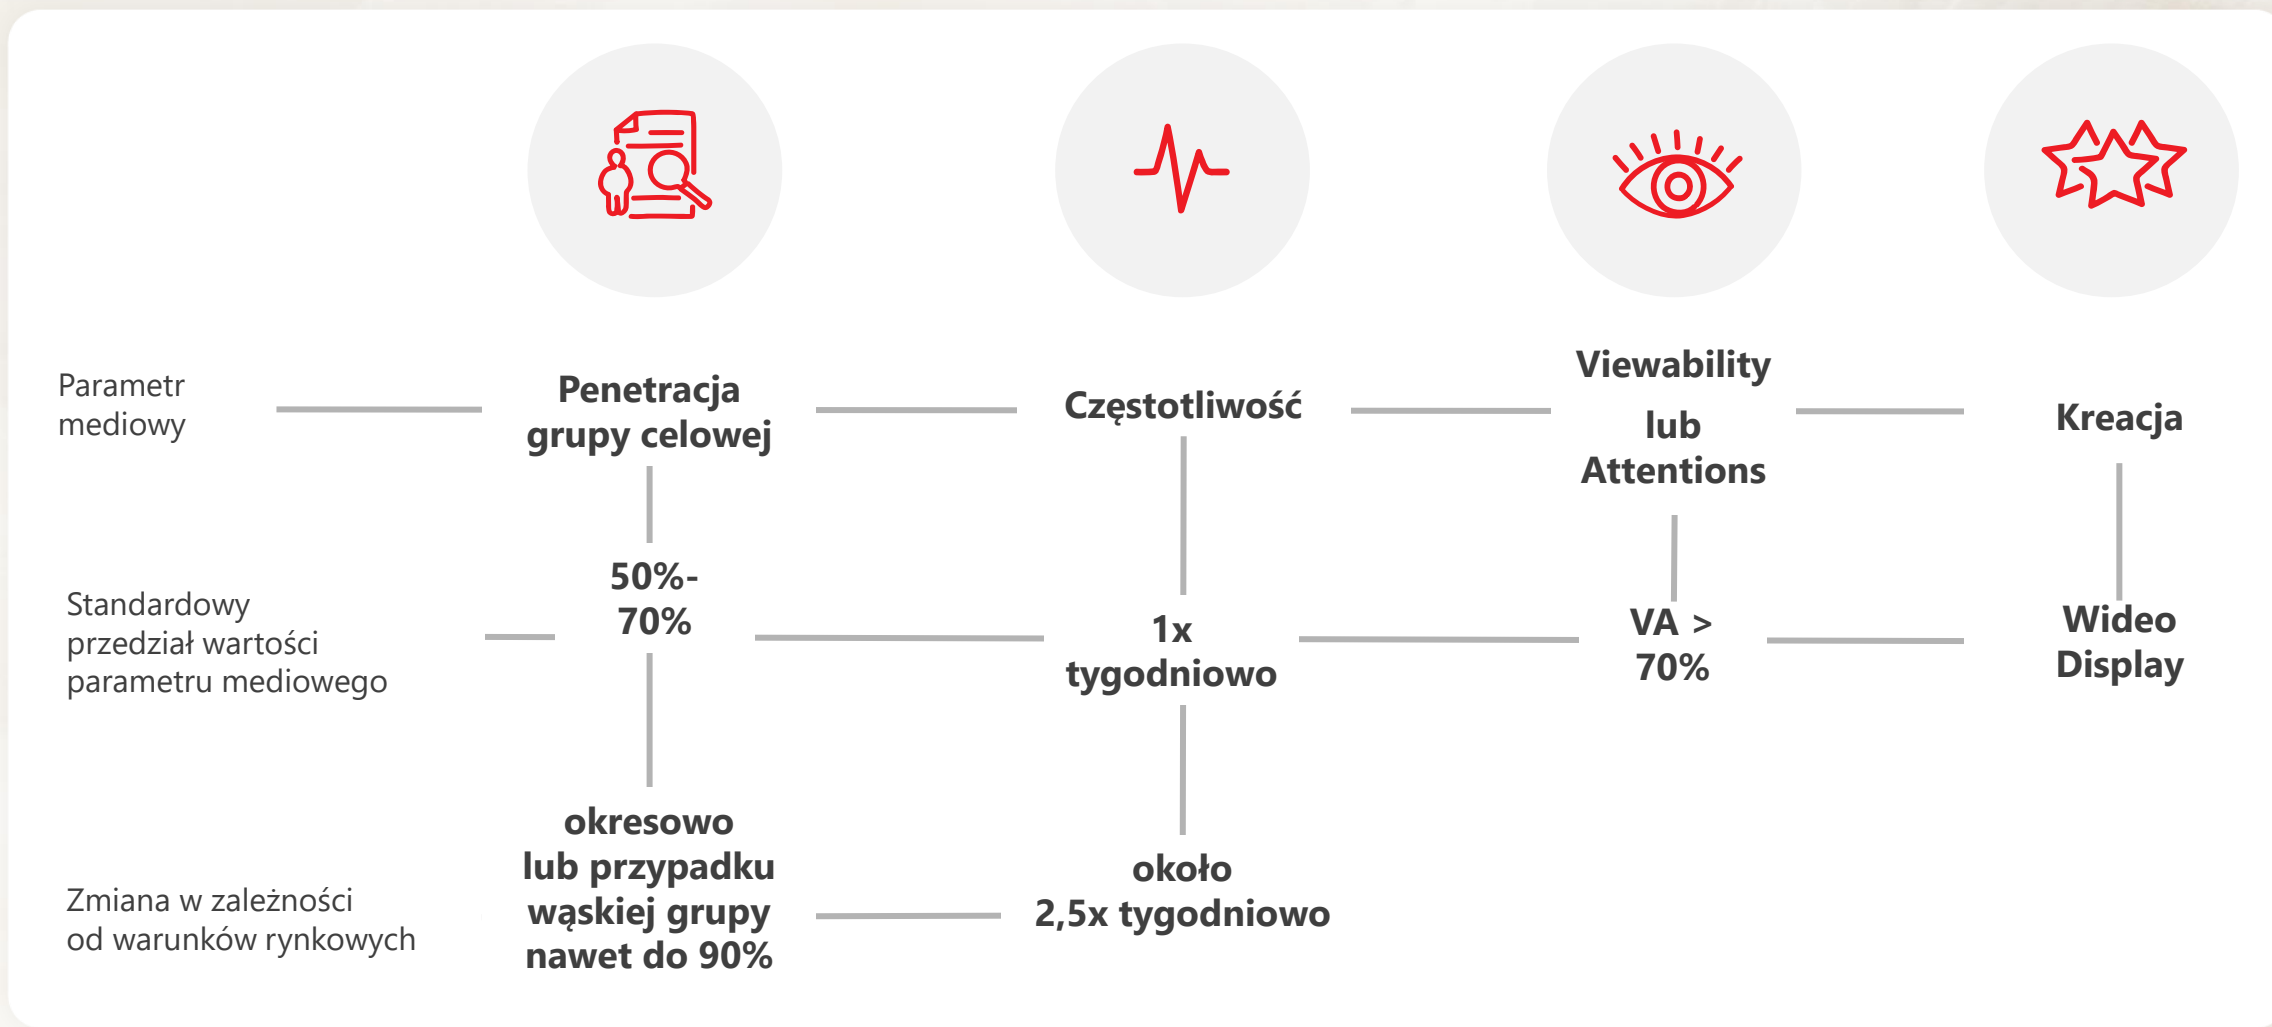 Parametr
mediowy
Penetracja
grupy celowej
Częstotliwość
Viewability
lub
Attentions
Kreacja
Standardowy
przedział wartości
parametru mediowego
50%-
70%
1x
tygodniowo
VA >
70%
Wideo
Display
Zmiana w zależności
od warunków rynkowych
okresowo
lub przypadku
wąskiej grupy
nawet do 90%
około
2,5x tygodniowo